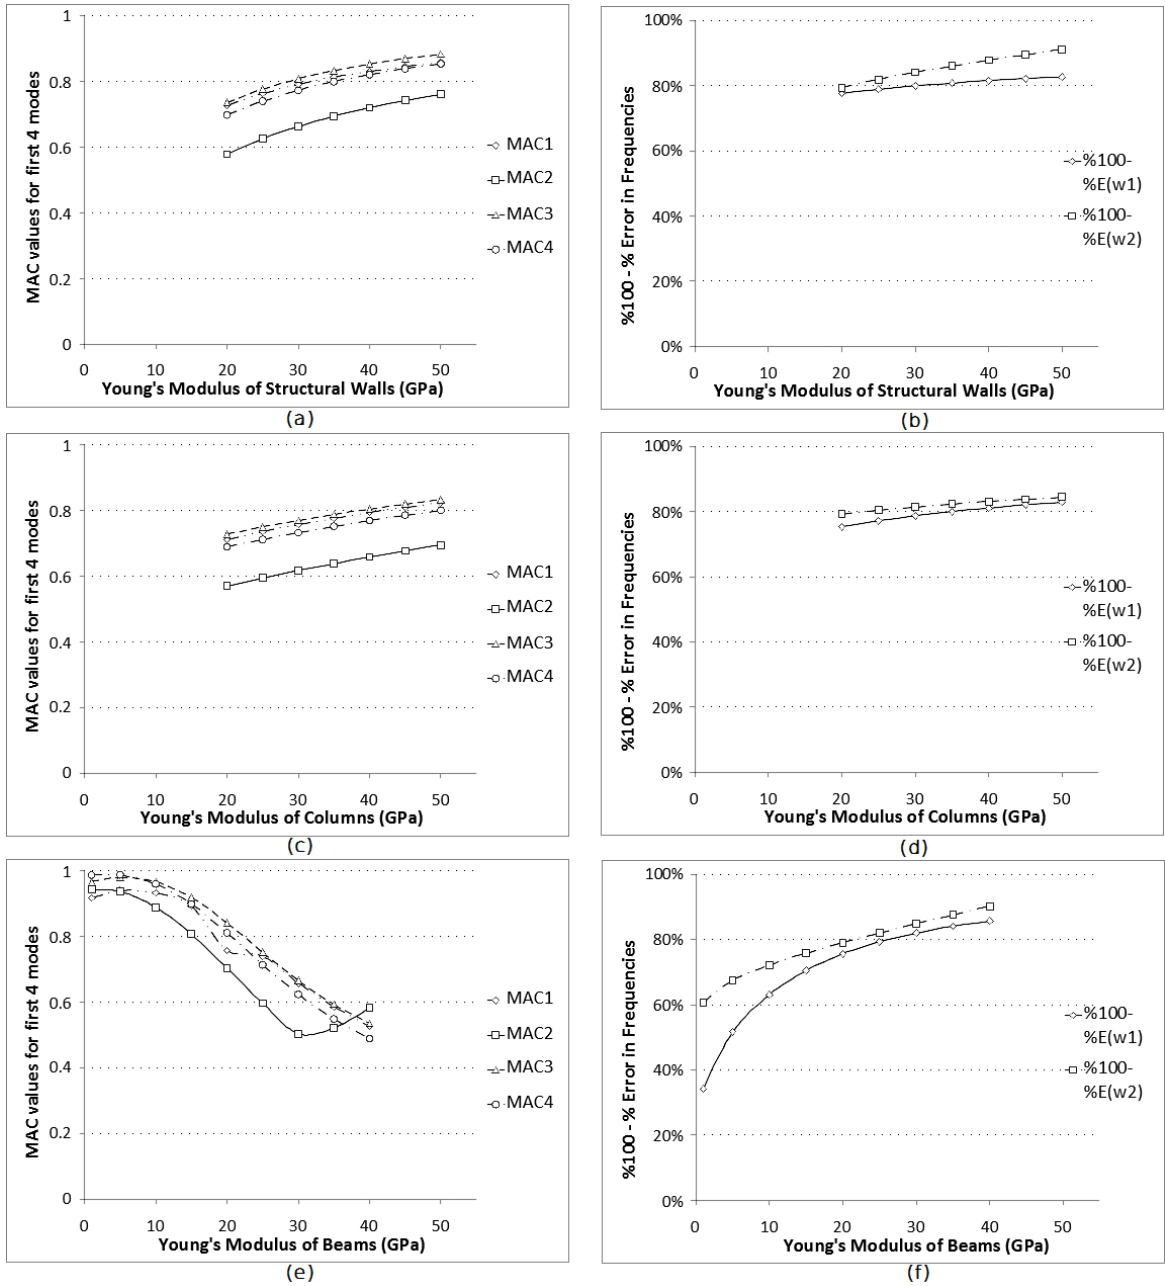 MAC values for first 4 modes
1
0.8
0.6
0.4
0.2
0
0 10 20 30 40 50
Young's Modulus of Structural Walls (GPa)
MAC1
MAC2
MAC3
MAC4
(a)
%100 - % Error in Frequencies
100%
80%
60%
40%
20%
0%
0 10 20 30 40 50
Young's Modulus of Structural Walls (GPa)
%100-
%E(w1)
%100-
%E(w2)
(b)
MAC values for first 4 modes
1
0.8
0.6
0.4
0.2
0
0 10 20 30 40 50
Young's Modulus of Columns (GPa)
MAC1
MAC2
MAC3
MAC4
(c)
%100 - % Error in Frequencies
100%
80%
60%
40%
20%
0%
0 10 20 30 40 50
Young's Modulus of Columns (GPa)
%100-
%E(w1)
%100-
%E(w2)
(d)
MAC values for first 4 modes
1
0.8
0.6
0.4
0.2
0
0 10 20 30 40 50
Young's Modulus of Beams (GPa)
MAC1
MAC2
MAC3
MAC4
(e)
%100 - % Error in Frequencies
100%
80%
60%
40%
20%
0%
0 10 20 30 40 50
Young's Modulus of Beams (GPa)
%100-
%E(w1)
%100-
%E(w2)
(f)